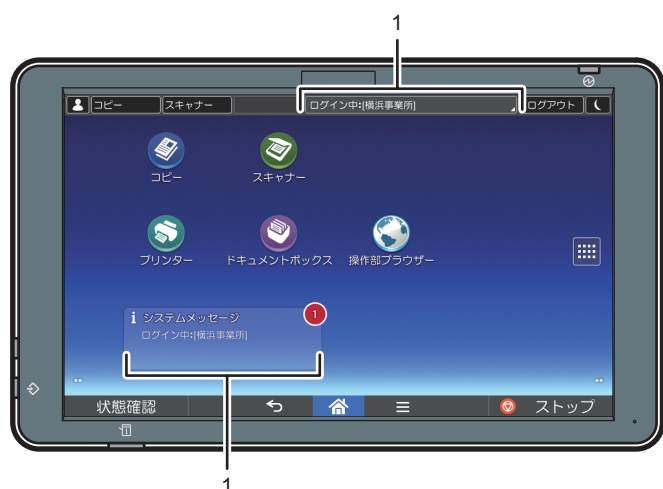 1
コピー スキャナー ログイン中:[横浜事業所] ログアウト
コピー スキャナー
プリンター ドキュメントボックス 操作部ブラウザー
i システムメッセージ 1
ログイン中:[横浜事業所]
状態確認 ストップ
1